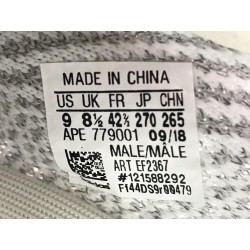 MADE IN CHINA
US UK FR JP CHN
9 8½ 42⅔ 270 265
APE 779001 09/18
MALE/MÂLE
ART EF2367
#121588292
F144DS9r00479